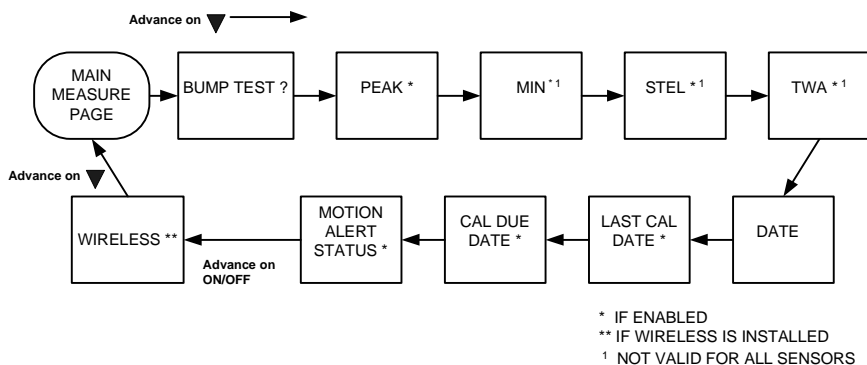 Advance on ▼
MAIN
MEASURE
PAGE
BUMP TEST ?
PEAK *
MIN * 1
STEL * 1
TWA * 1
Advance on ▼
WIRELESS **
Advance on
ON/OFF
MOTION
ALERT
STATUS *
CAL DUE
DATE *
LAST CAL
DATE *
DATE
* IF ENABLED
** IF WIRELESS IS INSTALLED
1 NOT VALID FOR ALL SENSORS